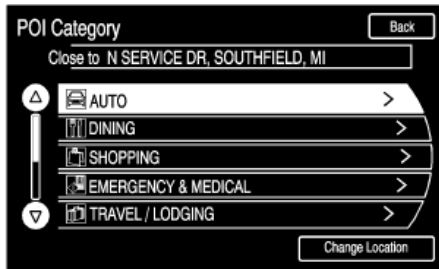 POI Category
Back
Close to N SERVICE DR, SOUTHFIELD, MI
AUTO >
DINING >
SHOPPING >
EMERGENCY & MEDICAL >
TRAVEL / LODGING >
Change Location